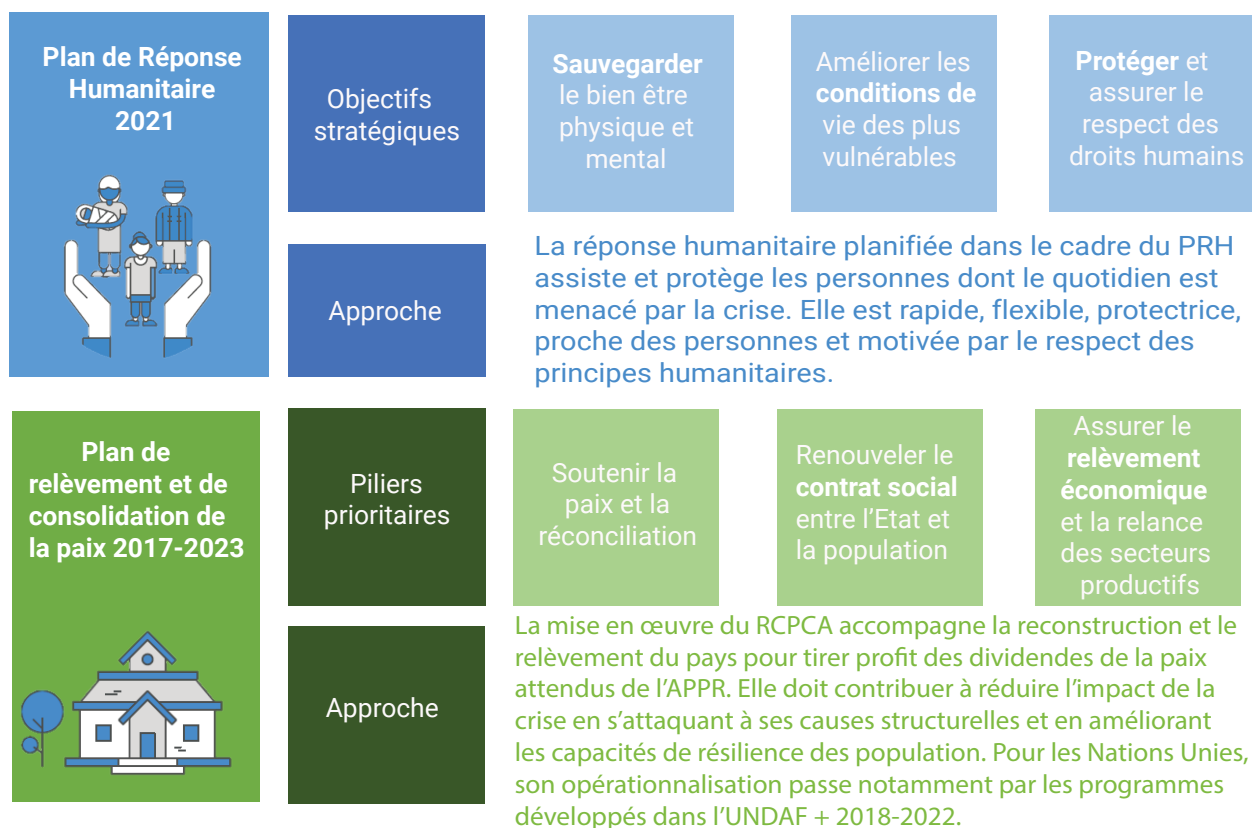 Plan de Réponse
Humanitaire
2021
Objectifs
stratégiques
Sauvegarder
le bien être
physique et
mental
Améliorer les
conditions de
vie des plus
vulnérables
Protéger et
assurer le
respect des
droits humains
Approche
La réponse humanitaire planifiée dans le cadre du PRH
assiste et protège les personnes dont le quotidien est
menacé par la crise. Elle est rapide, flexible, protectrice,
proche des personnes et motivée par le respect des
principes humanitaires.
Plan de
relèvement et de
consolidation de
la paix 2017-2023
Piliers
prioritaires
Soutenir la
paix et la
réconciliation
Renouveler le
contrat social
entre l'Etat et
la population
Assurer le
relèvement
économique
et la relance
des secteurs
productifs
Approche
La mise en œuvre du RCPCA accompagne la reconstruction et le
relèvement du pays pour tirer profit des dividendes de la paix
attendus de l'APPR. Elle doit contribuer à réduire l'impact de la
crise en s'attaquant à ses causes structurelles et en améliorant
les capacités de résilience des population. Pour les Nations Unies,
son opérationnalisation passe notamment par les programmes
développés dans l'UNDAF + 2018-2022.